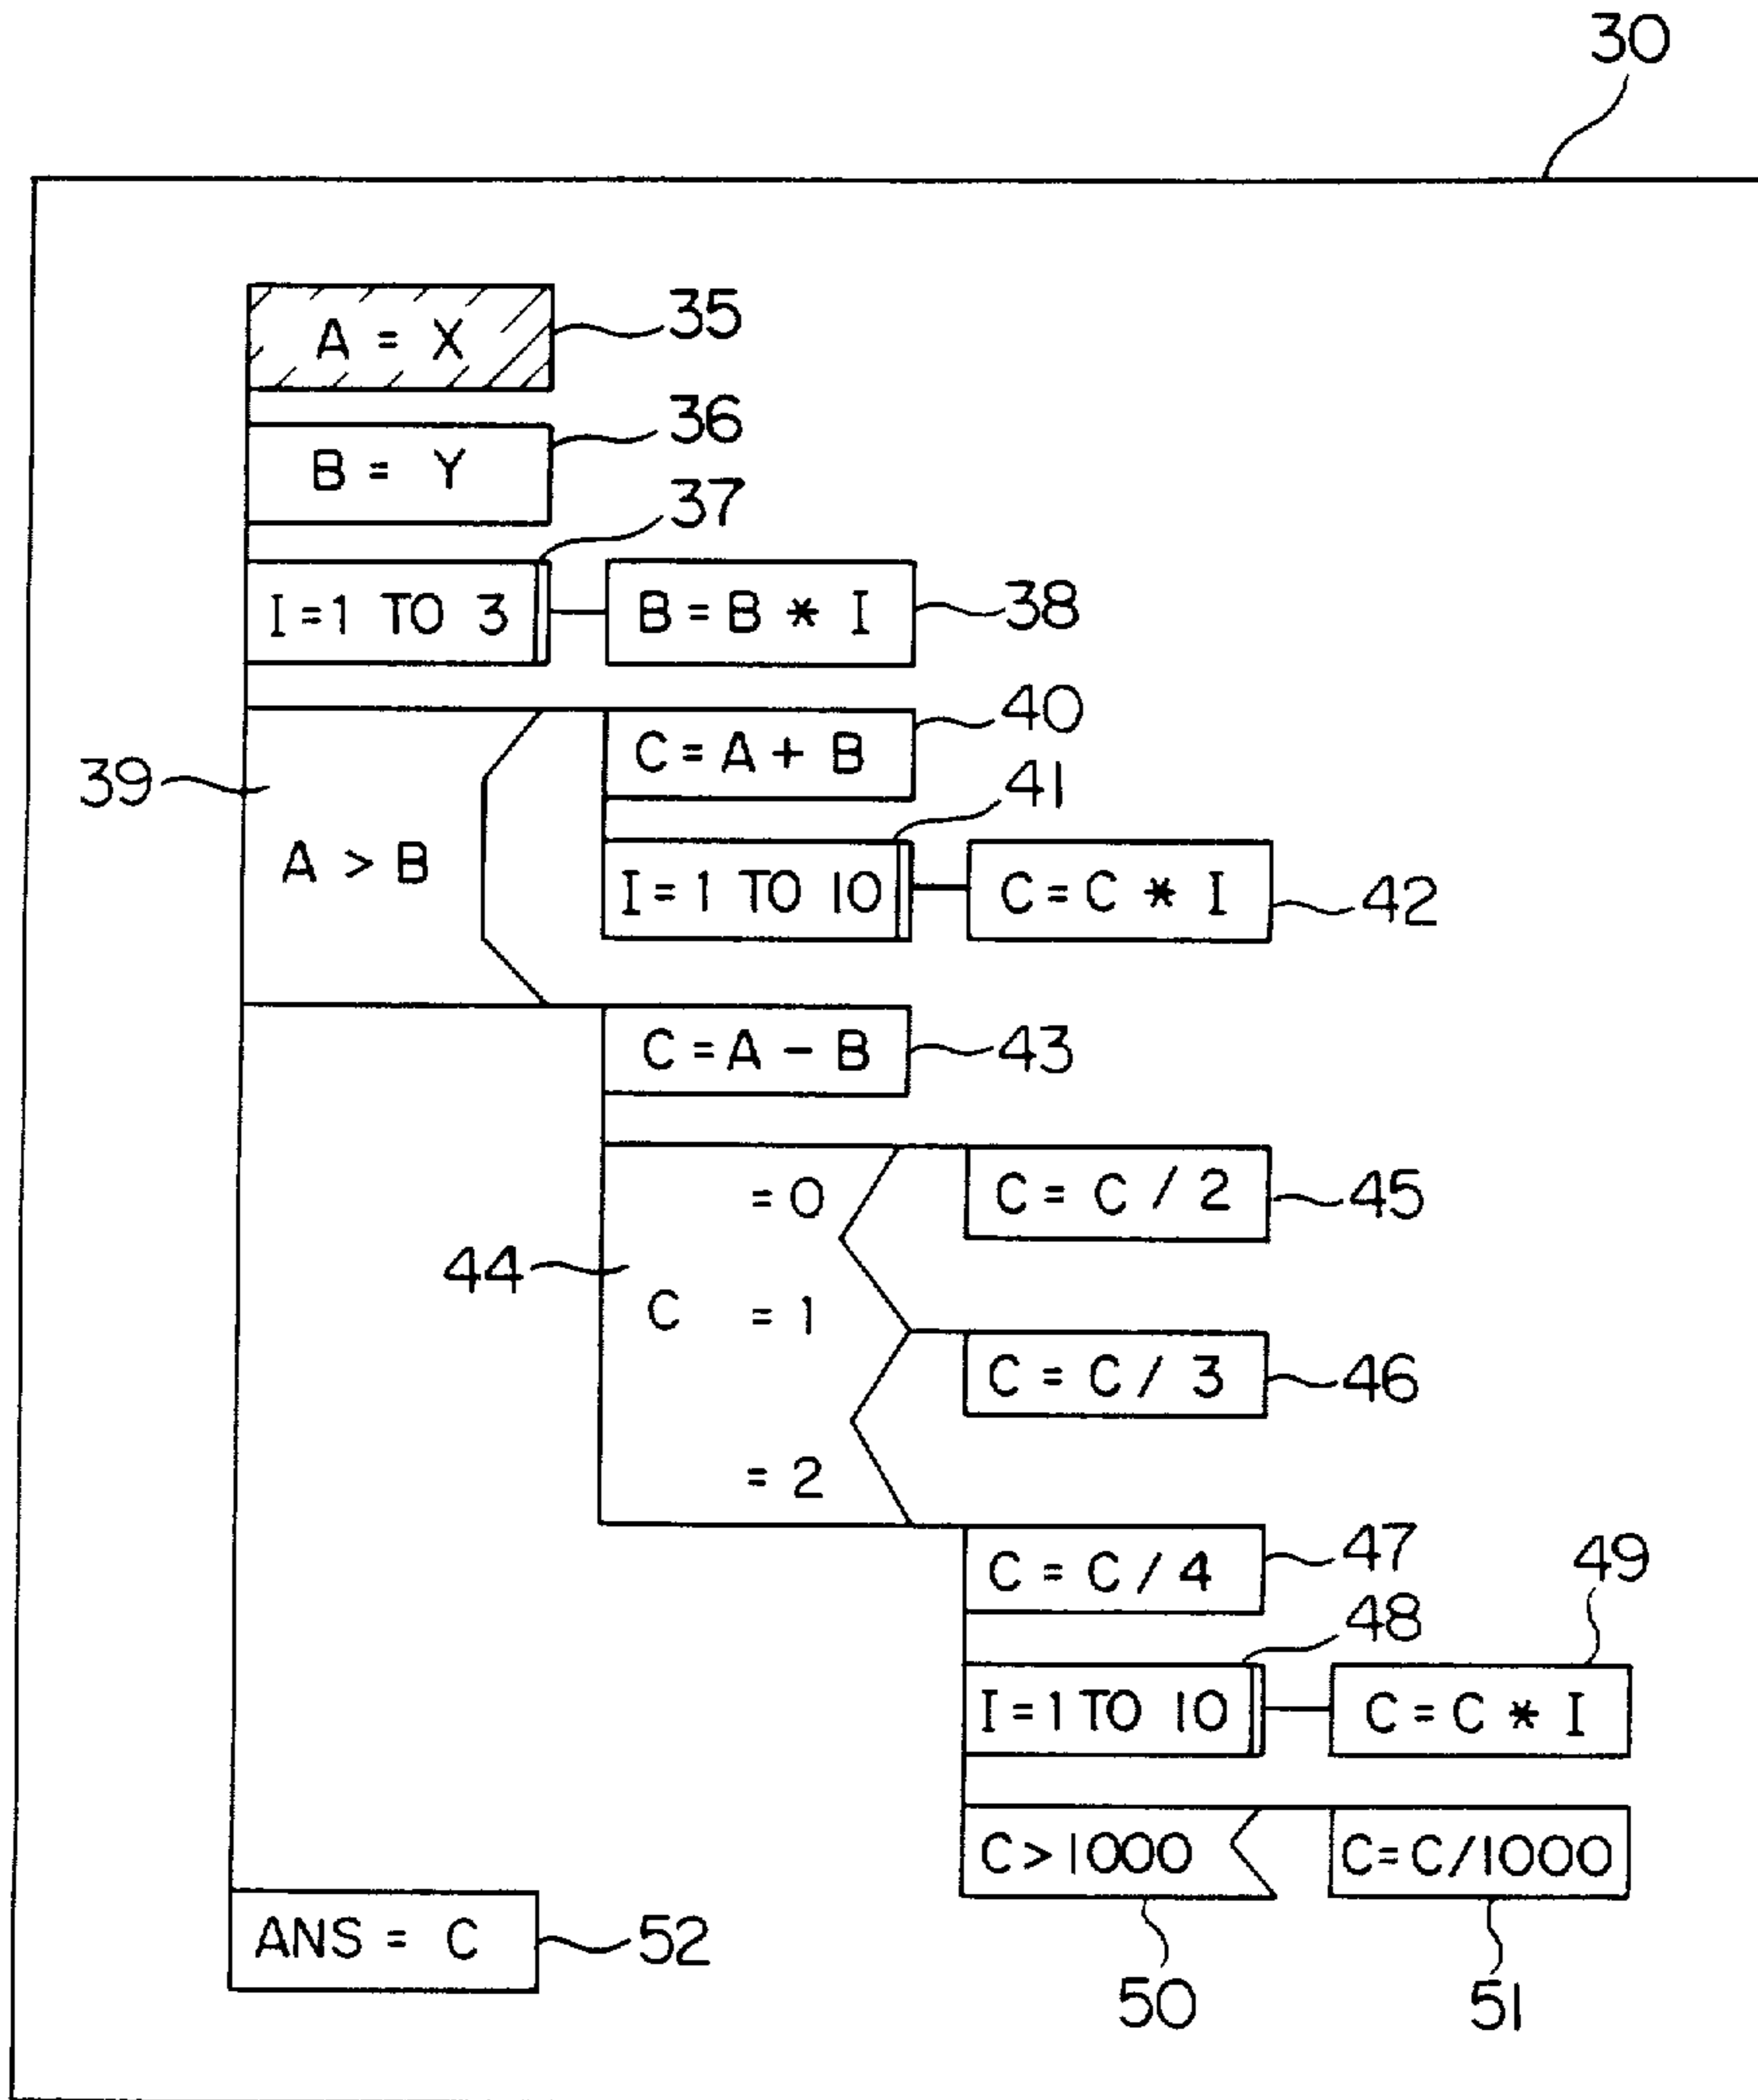 30
A = X
35
B = Y
36
37
I = 1 TO 3
B = B * I
38
39
A > B
C = A + B
40
41
I = 1 TO 10
C = C * I
42
C = A - B
43
44
C
= 0
= 1
= 2
C = C / 2
45
C = C / 3
46
C = C / 4
47
48
49
I = 1 TO 10
C = C * I
C > 1000
C = C/1000
50
51
ANS = C
52